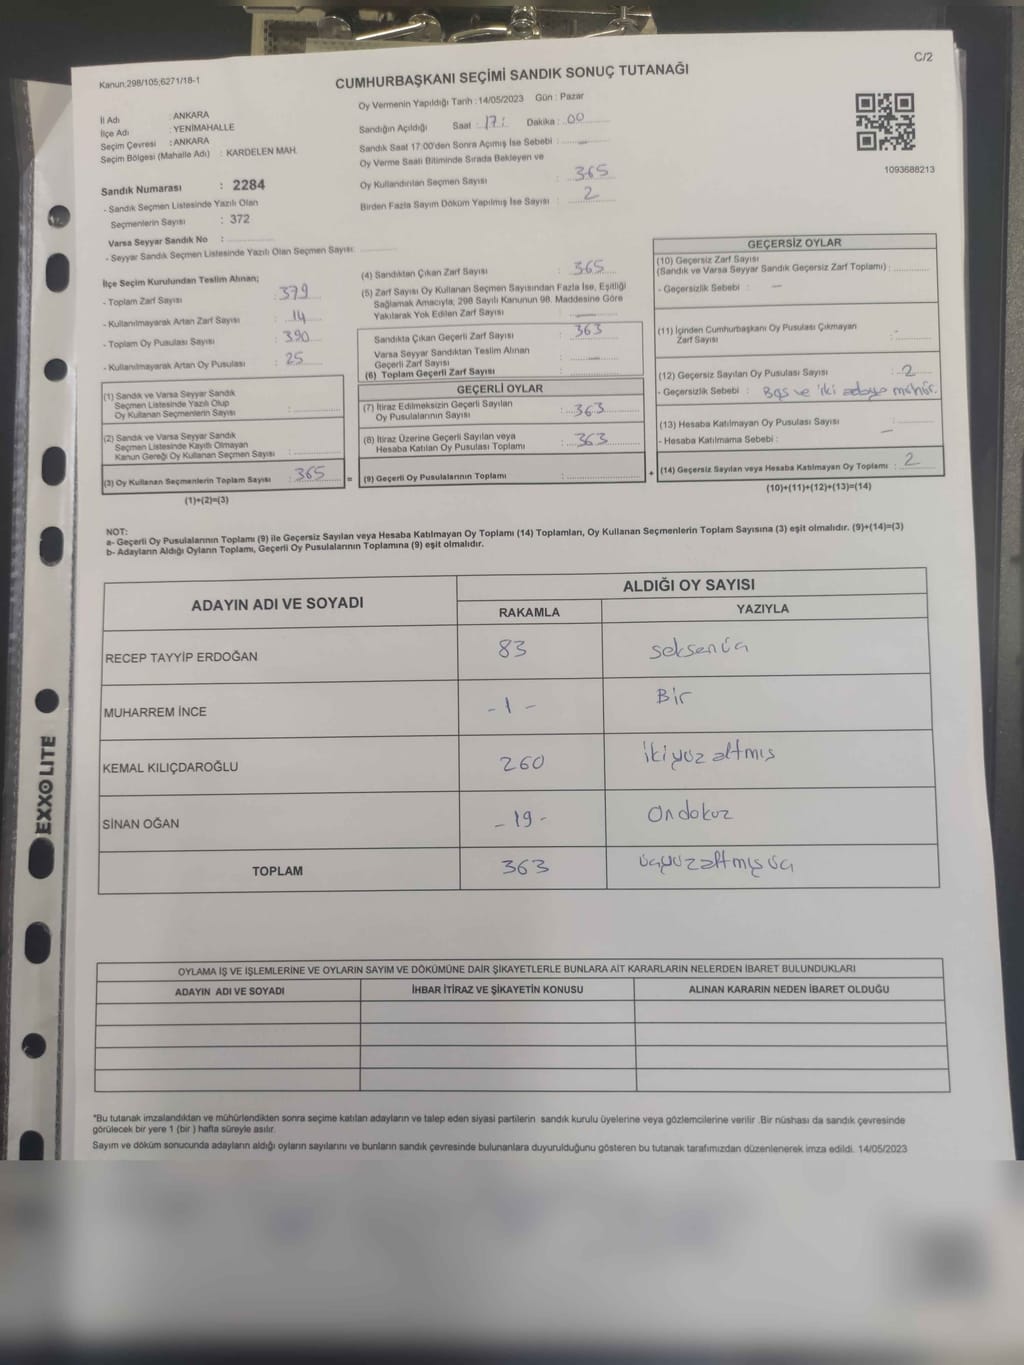 C/2
Kanun:298/105;6271/18-1
CUMHURBAŞKANI SEÇİMİ SANDIK SONUÇ TUTANAĞI
Oy Vermenin Yapıldığı Tarih : 14/05/2023 Gün : Pazar
İl Adı : ANKARA
İlçe Adı : YENİMAHALLE
Seçim Çevresi : ANKARA
Seçim Bölgesi (Mahalle Adı) : KARDELEN MAH.
Sandığın Açıldığı Saat : 17 : Dakika : 00
Sandık Saat 17:00'den Sonra Açımış İse Sebebi : —
Oy Verme Saati Bitiminde Sırada Bekleyen ve
Oy Kullandırılan Seçmen Sayısı : 365
Birden Fazla Sayım Döküm Yapılmış İse Sayısı : 2
1093688213
Sandık Numarası : 2284
- Sandık Seçmen Listesinde Yazılı Olan
Seçmenlerin Sayısı : 372
Varsa Seyyar Sandık No :
- Seyyar Sandık Seçmen Listesinde Yazılı Olan Seçmen Sayısı:
İlçe Seçim Kurulundan Teslim Alınan;
- Toplam Zarf Sayısı : 379
- Kullanılmayarak Artan Zarf Sayısı : 14
- Toplam Oy Pusulası Sayısı : 390
- Kullanılmayarak Artan Oy Pusulası : 25
(1) Sandık ve Varsa Seyyar Sandık
Seçmen Listesinde Yazılı Olup
Oy Kullanan Seçmenlerin Sayısı :
(2) Sandık ve Varsa Seyyar Sandık
Seçmen Listesinde Kayıtlı Olmayan
Kanun Gereği Oy Kullanan Seçmen Sayısı :
(3) Oy Kullanan Seçmenlerin Toplam Sayısı : 365 =
(1)+(2)=(3)
(4) Sandıktan Çıkan Zarf Sayısı : 365
(5) Zarf Sayısı Oy Kullanan Seçmen Sayısından Fazla İse, Eşitliği
Sağlamak Amacıyla, 298 Sayılı Kanunun 98. Maddesine Göre
Yakılarak Yok Edilen Zarf Sayısı : —
Sandıkta Çıkan Geçerli Zarf Sayısı : 363
Varsa Seyyar Sandıktan Teslim Alınan
Geçerli Zarf Sayısı : —
(6) Toplam Geçerli Zarf Sayısı :
GEÇERLİ OYLAR
(7) İtiraz Edilmeksizin Geçerli Sayılan
Oy Pusulalarının Sayısı : 363
(8) İtiraz Üzerine Geçerli Sayılan veya
Hesaba Katılan Oy Pusulası Toplamı : 363
(9) Geçerli Oy Pusulalarının Toplamı : +
GEÇERSİZ OYLAR
(10) Geçersiz Zarf Sayısı
(Sandık ve Varsa Seyyar Sandık Geçersiz Zarf Toplamı) :
- Geçersizlik Sebebi : —
(11) İçinden Cumhurbaşkanı Oy Pusulası Çıkmayan
Zarf Sayısı : -
(12) Geçersiz Sayılan Oy Pusulası Sayısı : 2
- Geçersizlik Sebebi : Boş ve iki adaya mühür.
(13) Hesaba Katılmayan Oy Pusulası Sayısı : -
- Hesaba Katılmama Sebebi : —
(14) Geçersiz Sayılan veya Hesaba Katılmayan Oy Toplamı : 2
(10)+(11)+(12)+(13)=(14)
NOT:
a- Geçerli Oy Pusulalarının Toplamı (9) ile Geçersiz Sayılan veya Hesaba Katılmayan Oy Toplamı (14) Toplamları, Oy Kullanan Seçmenlerin Toplam Sayısına (3) eşit olmalıdır. (9)+(14)=(3)
b- Adayların Aldığı Oyların Toplamı, Geçerli Oy Pusulalarının Toplamına (9) eşit olmalıdır.
ADAYIN ADI VE SOYADI ALDIĞI OY SAYISI
RAKAMLA YAZIYLA
RECEP TAYYİP ERDOĞAN 83 seksenüç
MUHARREM İNCE -1- Bir
KEMAL KILIÇDAROĞLU 260 ikiyüz altmış
SİNAN OĞAN -19- Ondokuz
TOPLAM 363 üçyüzaltmış üç
OYLAMA İŞ VE İŞLEMLERİNE VE OYLARIN SAYIM VE DÖKÜMÜNE DAİR ŞİKAYETLERLE BUNLARA AİT KARARLARIN NELERDEN İBARET BULUNDUKLARI
ADAYIN ADI VE SOYADI İHBAR İTİRAZ VE ŞİKAYETİN KONUSU ALINAN KARARIN NEDEN İBARET OLDUĞU
*Bu tutanak imzalandıktan ve mühürlendikten sonra seçime katılan adayların ve talep eden siyasi partilerin sandık kurulu üyelerine veya gözlemcilerine verilir .Bir nüshası da sandık çevresinde
görülecek bir yere 1 (bir ) hafta süreyle asılır.
Sayım ve döküm sonucunda adayların aldığı oyların sayılarını ve bunların sandık çevresinde bulunanlara duyurulduğunu gösteren bu tutanak tarafımızdan düzenlenerek imza edildi. 14/05/2023
EXXOLITE